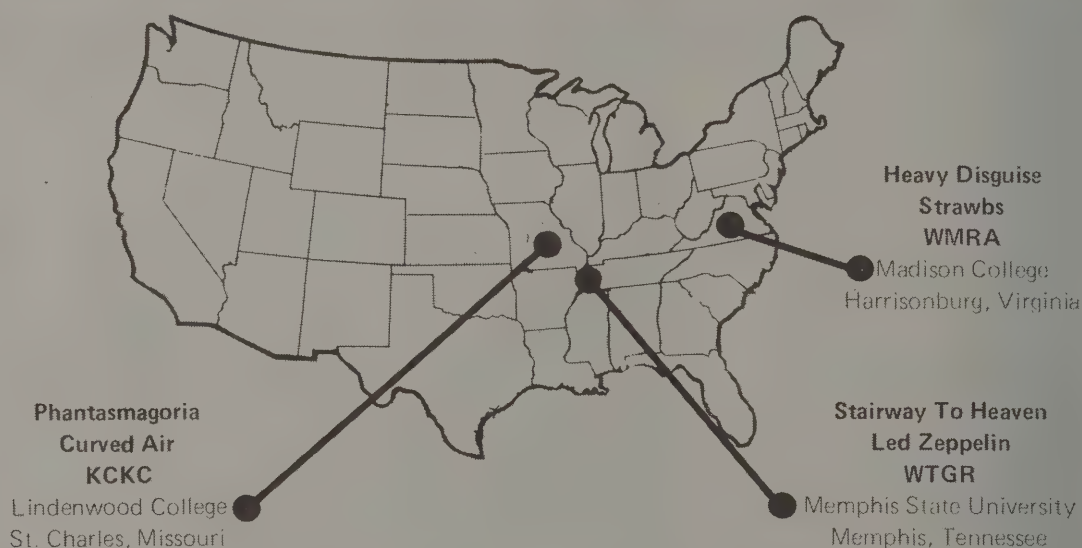 Heavy Disguise
Strawbs
WMRA
Madison College
Harrisonburg, Virginia
Phantasmagoria
Curved Air
KCKC
Lindenwood College
St. Charles, Missouri
Stairway To Heaven
Led Zeppelin
WTGR
Memphis State University
Memphis, Tennessee